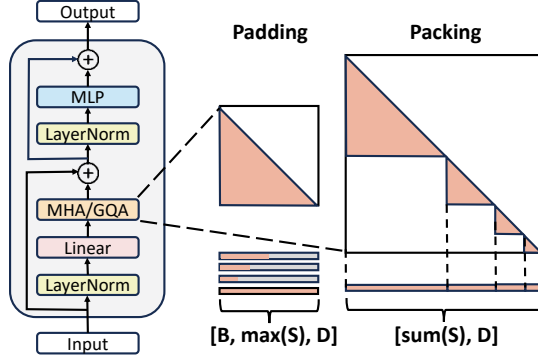 Output
MLP
LayerNorm
MHA/GQA
Linear
LayerNorm
Input
Padding
[B, max(S), D]
Packing
[sum(S), D]